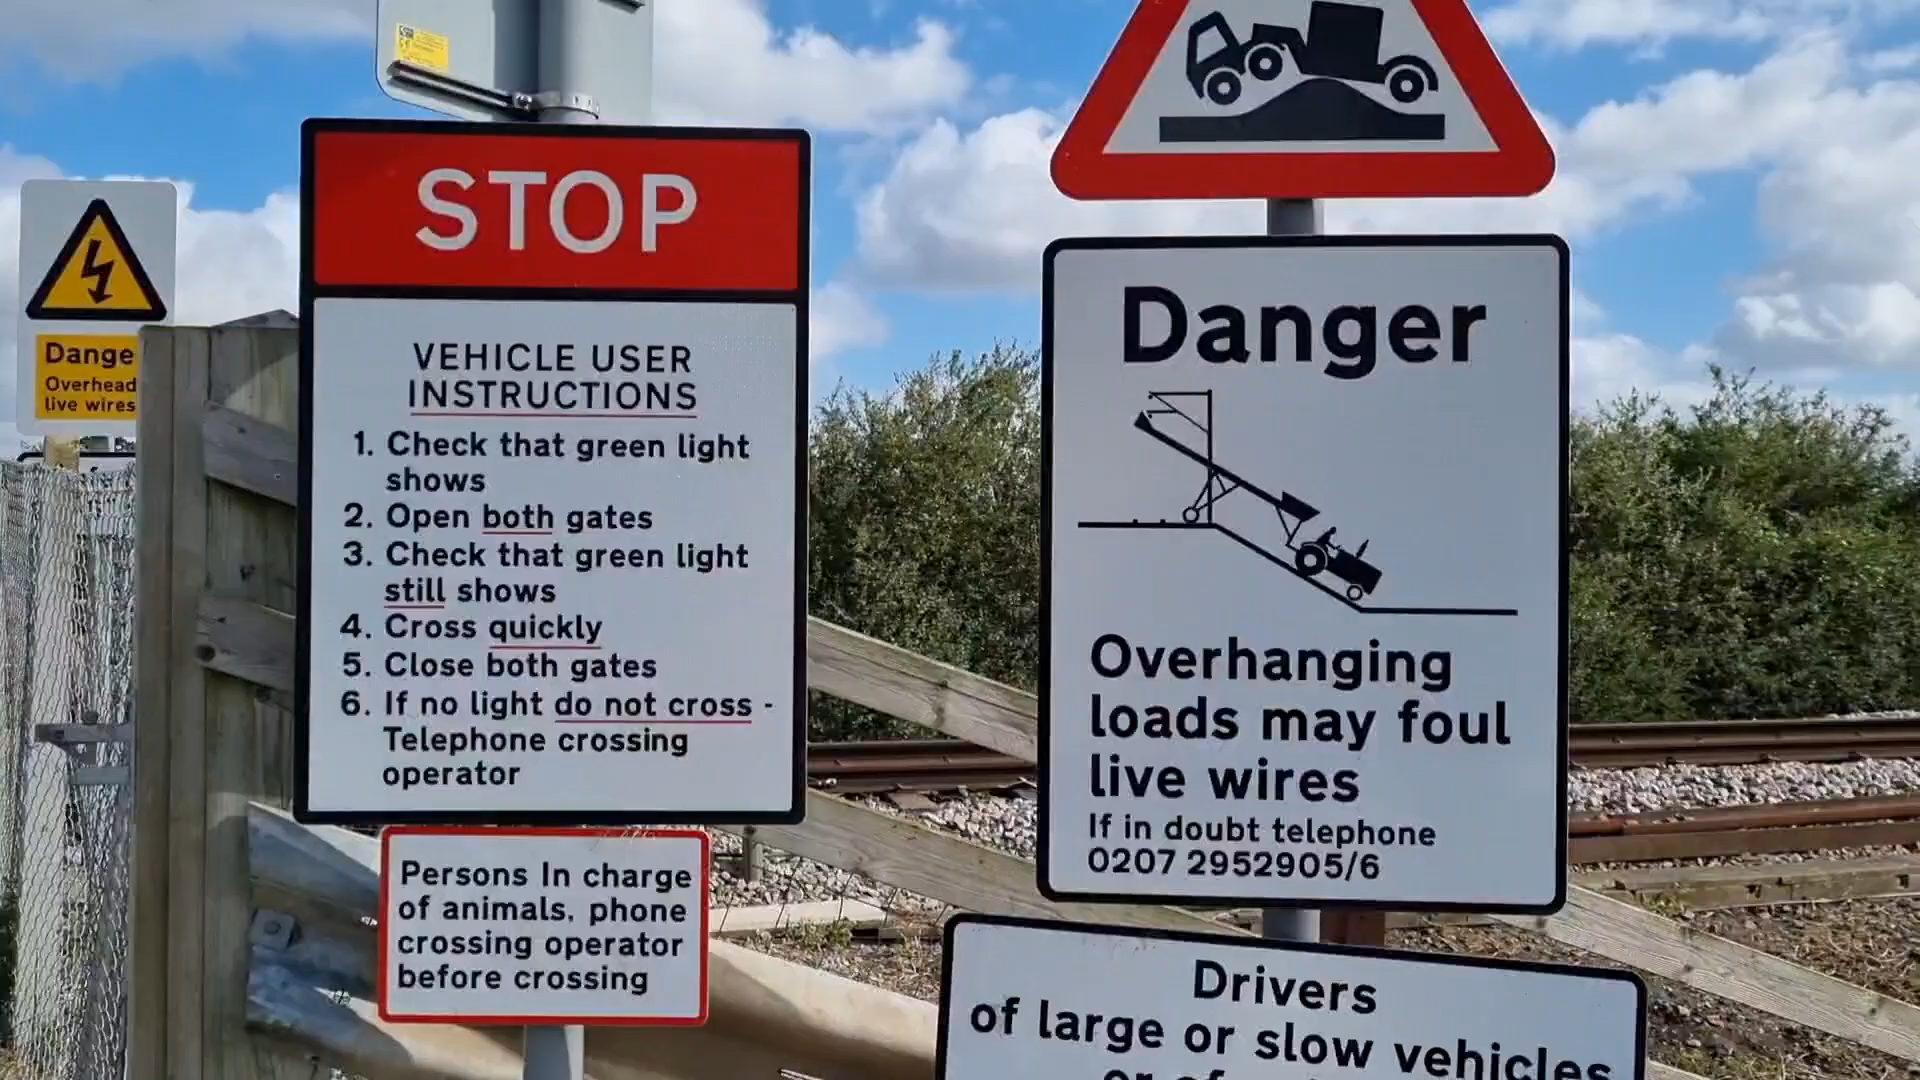 STOP
VEHICLE USER
INSTRUCTIONS
1. Check that green light
shows
2. Open both gates
3. Check that green light
still shows
4. Cross quickly
5. Close both gates
6. If no light do not cross -
Telephone crossing
operator
Persons In charge
of animals, phone
crossing operator
before crossing
Dange
Overhead
live wires
Danger
Overhanging
loads may foul
live wires
If in doubt telephone
0207 2952905/6
Drivers
of large or slow vehicles